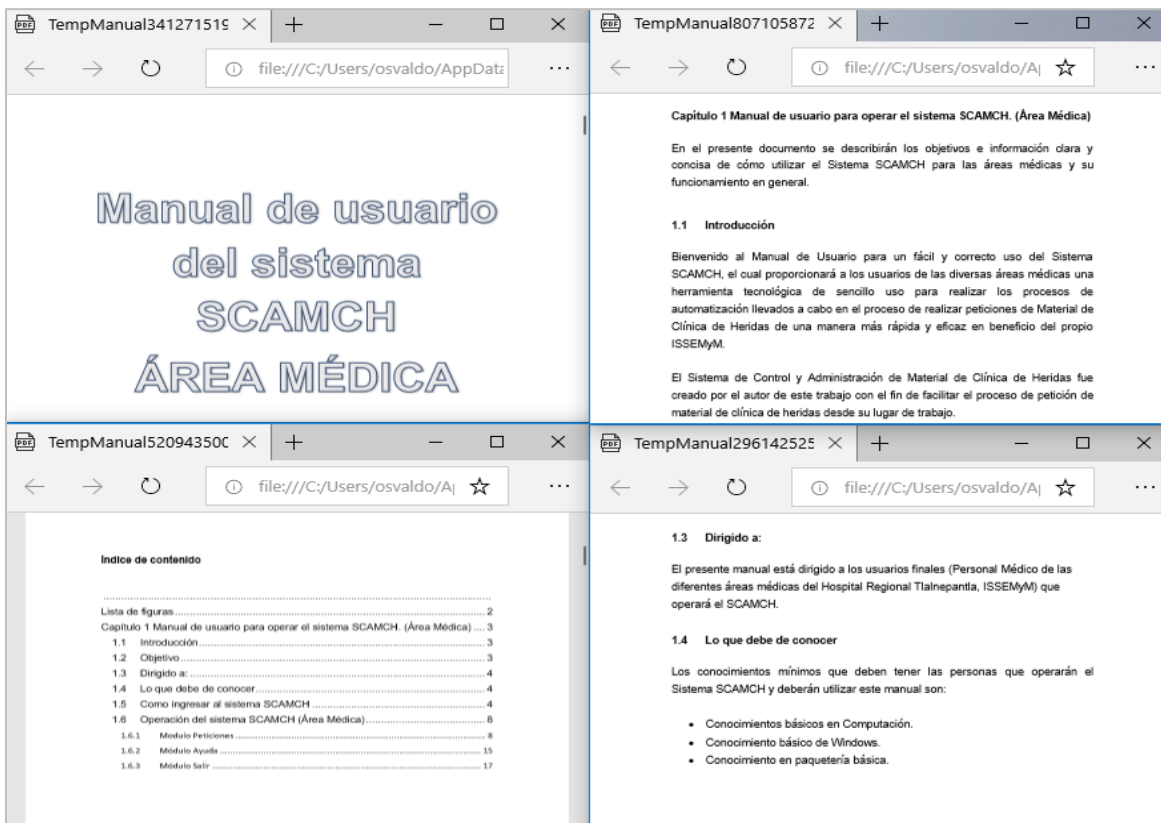 TempManual341271519
file:///C:/Users/osvaldo/AppData
Manual de usuario
del sistema
SCAMCH
ÁREA MÉDICA
TempManual807105872
file:///C:/Users/osvaldo/A
Capítulo 1 Manual de usuario para operar el sistema SCAMCH. (Área Médica)
En el presente documento se describirán los objetivos e información clara y
concisa de cómo utilizar el Sistema SCAMCH para las áreas médicas y su
funcionamiento en general.
1.1 Introducción
Bienvenido al Manual de Usuario para un fácil y correcto uso del Sistema
SCAMCH, el cual proporcionará a los usuarios de las diversas áreas médicas una
herramienta tecnológica de sencillo uso para realizar los procesos de
automatización llevados a cabo en el proceso de realizar peticiones de Material de
Clínica de Heridas de una manera más rápida y eficaz en beneficio del propio
ISSEMyM.
El Sistema de Control y Administración de Material de Clínica de Heridas fue
creado por el autor de este trabajo con el fin de facilitar el proceso de petición de
material de clínica de heridas desde su lugar de trabajo.
TempManual52094350
file:///C:/Users/osvaldo/A
Indice de contenido
Lista de figuras 2
Capítulo 1 Manual de usuario para operar el sistema SCAMCH. (Área Médica) .... 3
1.1 Introducción 3
1.2 Objetivo 3
1.3 Dirigido a: 4
1.4 Lo que debe de conocer 4
1.5 Como ingresar al sistema SCAMCH 4
1.6 Operación del sistema SCAMCH (Área Médica) 8
1.6.1 Modulo Peticiones 8
1.6.2 Módulo Ayuda 15
1.6.3 Módulo Salir 17
TempManual296142525
file:///C:/Users/osvaldo/A
1.3 Dirigido a:
El presente manual está dirigido a los usuarios finales (Personal Médico de las
diferentes áreas médicas del Hospital Regional Tlalnepantla, ISSEMyM) que
operará el SCAMCH.
1.4 Lo que debe de conocer
Los conocimientos mínimos que deben tener las personas que operarán el
Sistema SCAMCH y deberán utilizar este manual son:
• Conocimientos básicos en Computación.
• Conocimiento básico de Windows.
• Conocimiento en paquetería básica.